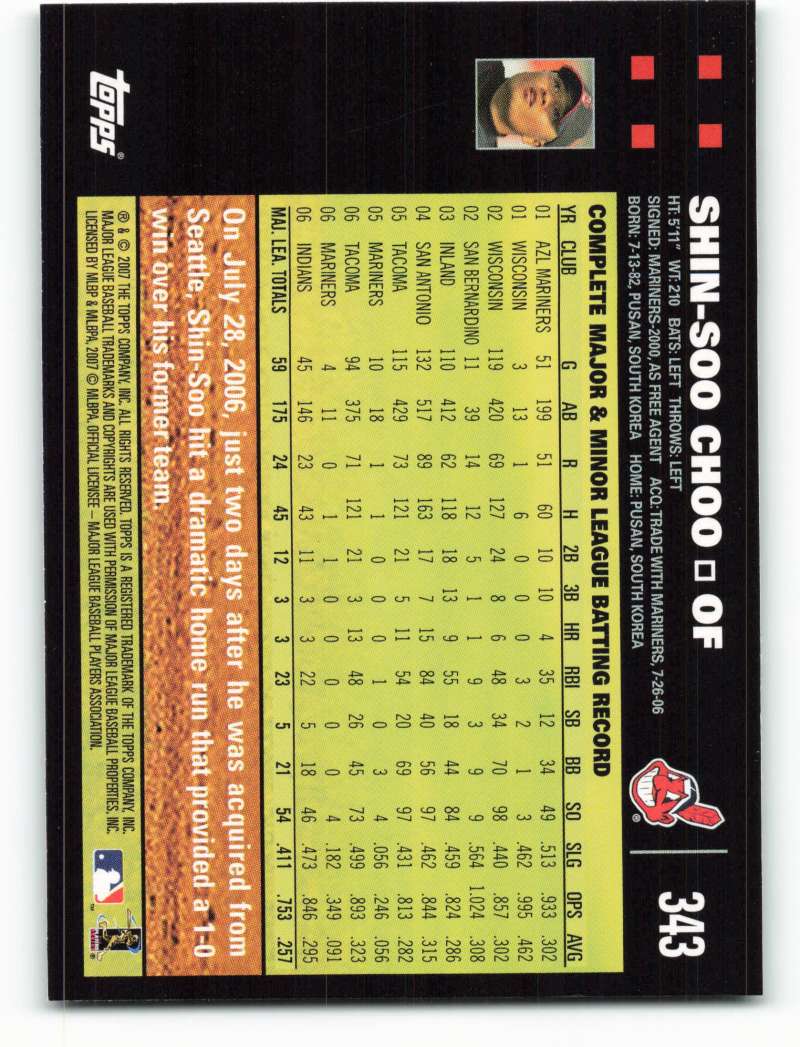 SHIN-SOO CHOO □ OF
343
HT: 5'11" WT: 210 BATS: LEFT THROWS: LEFT
SIGNED: MARINERS-2000, AS FREE AGENT ACQ: TRADE WITH MARINERS, 7-26-06
BORN: 7-13-82, PUSAN, SOUTH KOREA HOME: PUSAN, SOUTH KOREA
COMPLETE MAJOR & MINOR LEAGUE BATTING RECORD
YR CLUB G AB R H 2B 3B HR RBI SB BB SO SLG OPS AVG
01 AZL MARINERS 51 199 51 60 10 10 4 35 12 34 49 .513 .933 .302
01 WISCONSIN 3 13 1 6 0 0 0 3 2 1 3 .462 .995 .462
02 WISCONSIN 119 420 69 127 24 8 6 48 34 70 98 .440 .857 .302
02 SAN BERNARDINO 11 39 14 12 5 1 1 9 3 9 9 .564 1.024 .308
03 INLAND 110 412 62 118 18 13 9 55 18 44 84 .459 .824 .286
04 SAN ANTONIO 132 517 89 163 17 7 15 84 40 56 97 .462 .844 .315
05 TACOMA 115 429 73 121 21 5 11 54 20 69 97 .431 .813 .282
05 MARINERS 10 18 1 1 0 0 0 1 0 3 4 .056 .246 .056
06 TACOMA 94 375 71 121 21 3 13 48 26 45 73 .499 .893 .323
06 MARINERS 4 11 0 1 1 0 0 0 0 0 4 .182 .349 .091
06 INDIANS 45 146 23 43 11 3 3 22 5 18 46 .473 .846 .295
MAJ. LEA. TOTALS 59 175 24 45 12 3 3 23 5 21 54 .411 .753 .257
On July 28, 2006, just two days after he was acquired from
Seattle, Shin-Soo hit a dramatic home run that provided a 1-0
win over his former team.
® & © 2007 THE TOPPS COMPANY, INC. ALL RIGHTS RESERVED. TOPPS IS A REGISTERED TRADEMARK OF THE TOPPS COMPANY, INC.
MAJOR LEAGUE BASEBALL TRADEMARKS AND COPYRIGHTS ARE USED WITH PERMISSION OF MAJOR LEAGUE BASEBALL PROPERTIES, INC.
LICENSED BY MLBP & MLBPA, 2007 © MLBPA, OFFICIAL LICENSEE – MAJOR LEAGUE BASEBALL PLAYERS ASSOCIATION.
Topps®